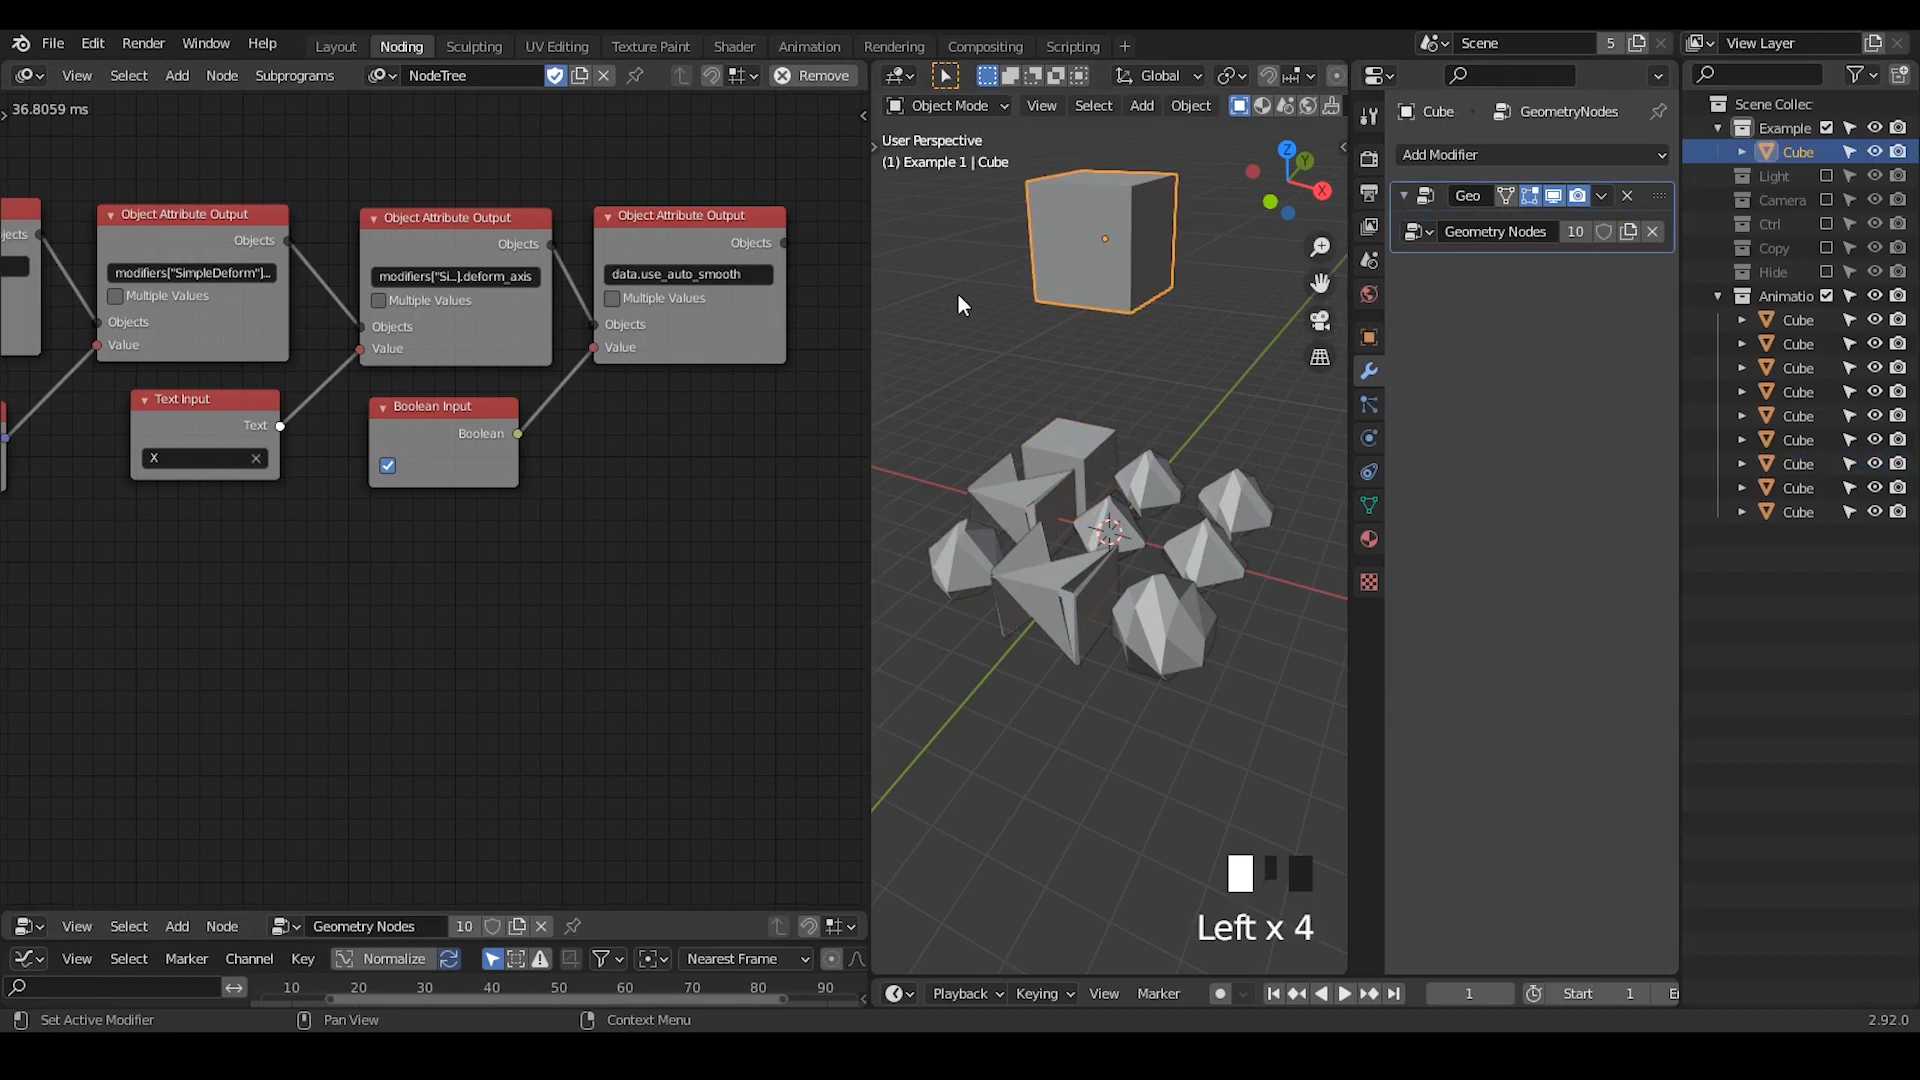 File Edit Render Window Help Layout Noding Sculpting UV Editing Texture Paint Shader Animation Rendering Compositing Scripting + Scene 5 View Layer
View Select Add Node Subprograms NodeTree Remove Global
36.8059 ms
Object Mode View Select Add Object
User Perspective
(1) Example 1 | Cube
Z
Y
X
jects
Object Attribute Output
Objects
modifiers["SimpleDeform"]...
Multiple Values
Objects
Value
Object Attribute Output
Objects
modifiers["Si...].deform_axis
Multiple Values
Objects
Value
Object Attribute Output
Objects
data.use_auto_smooth
Multiple Values
Objects
Value
Text Input
Text
X
Boolean Input
Boolean
Left x 4
Cube GeometryNodes
Add Modifier
Geo
Geometry Nodes 10
Scene Collec
Example
Cube
Light
Camera
Ctrl
Copy
Hide
Animatio
Cube
Cube
Cube
Cube
Cube
Cube
Cube
Cube
Cube
View Select Add Node Geometry Nodes 10
View Select Marker Channel Key Normalize Nearest Frame
10 20 30 40 50 60 70 80 90
Playback Keying View Marker 1 Start 1 E
Set Active Modifier Pan View Context Menu 2.92.0